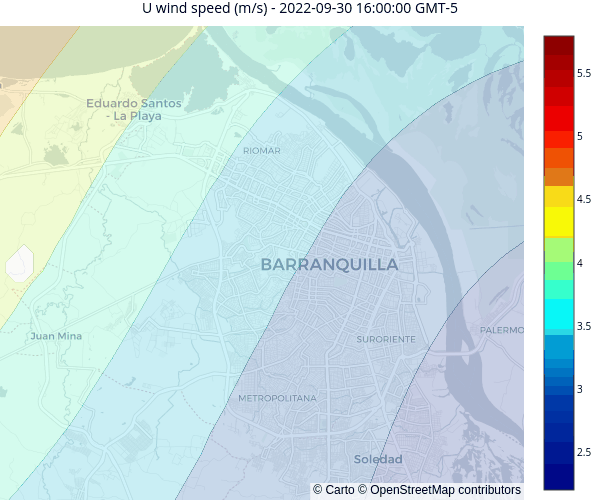 U wind speed (m/s) - 2022-09-30 16:00:00 GMT-5
5.5
Eduardo Santos
- La Playa
5
RIOMAR
4.5
BARRANQUILLA
4
3.5
Juan Mina
SURORIENTE
PALERMO
3
METROPOLITANA
2.5
Soledad
© Carto © OpenStreetMap contributors